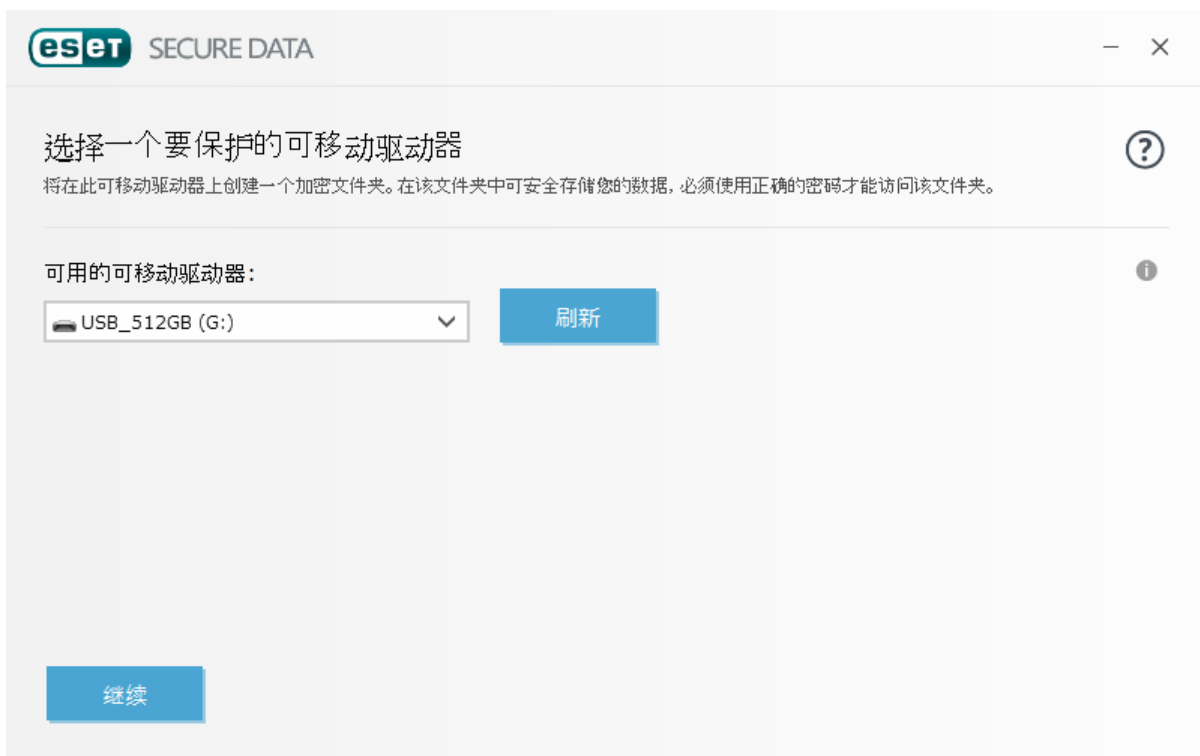 eset SECURE DATA
选择一个要保护的可移动驱动器
将在此可移动驱动器上创建一个加密文件夹。在该文件夹中可安全存储您的数据, 必须使用正确的密码才能访问该文件夹。
可用的可移动驱动器:
USB_512GB (G:)
刷新
继续